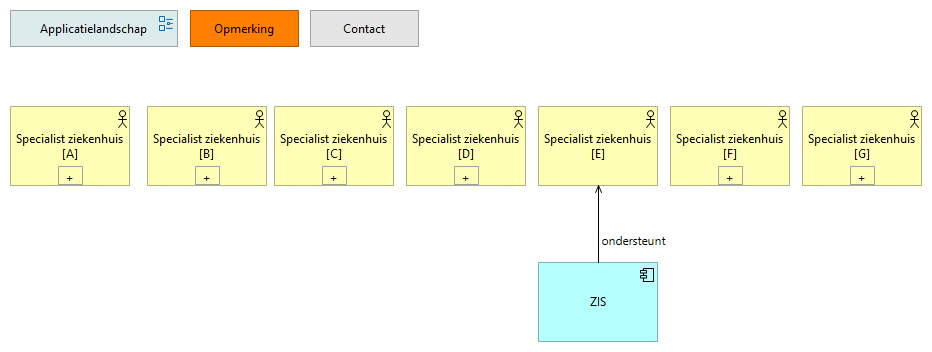 Applicatielandschap
Opmerking
Contact
Specialist ziekenhuis
[A]
+
Specialist ziekenhuis
[B]
+
Specialist ziekenhuis
[C]
+
Specialist ziekenhuis
[D]
+
Specialist ziekenhuis
[E]
Specialist ziekenhuis
[F]
+
Specialist ziekenhuis
[G]
+
ondersteunt
ZIS